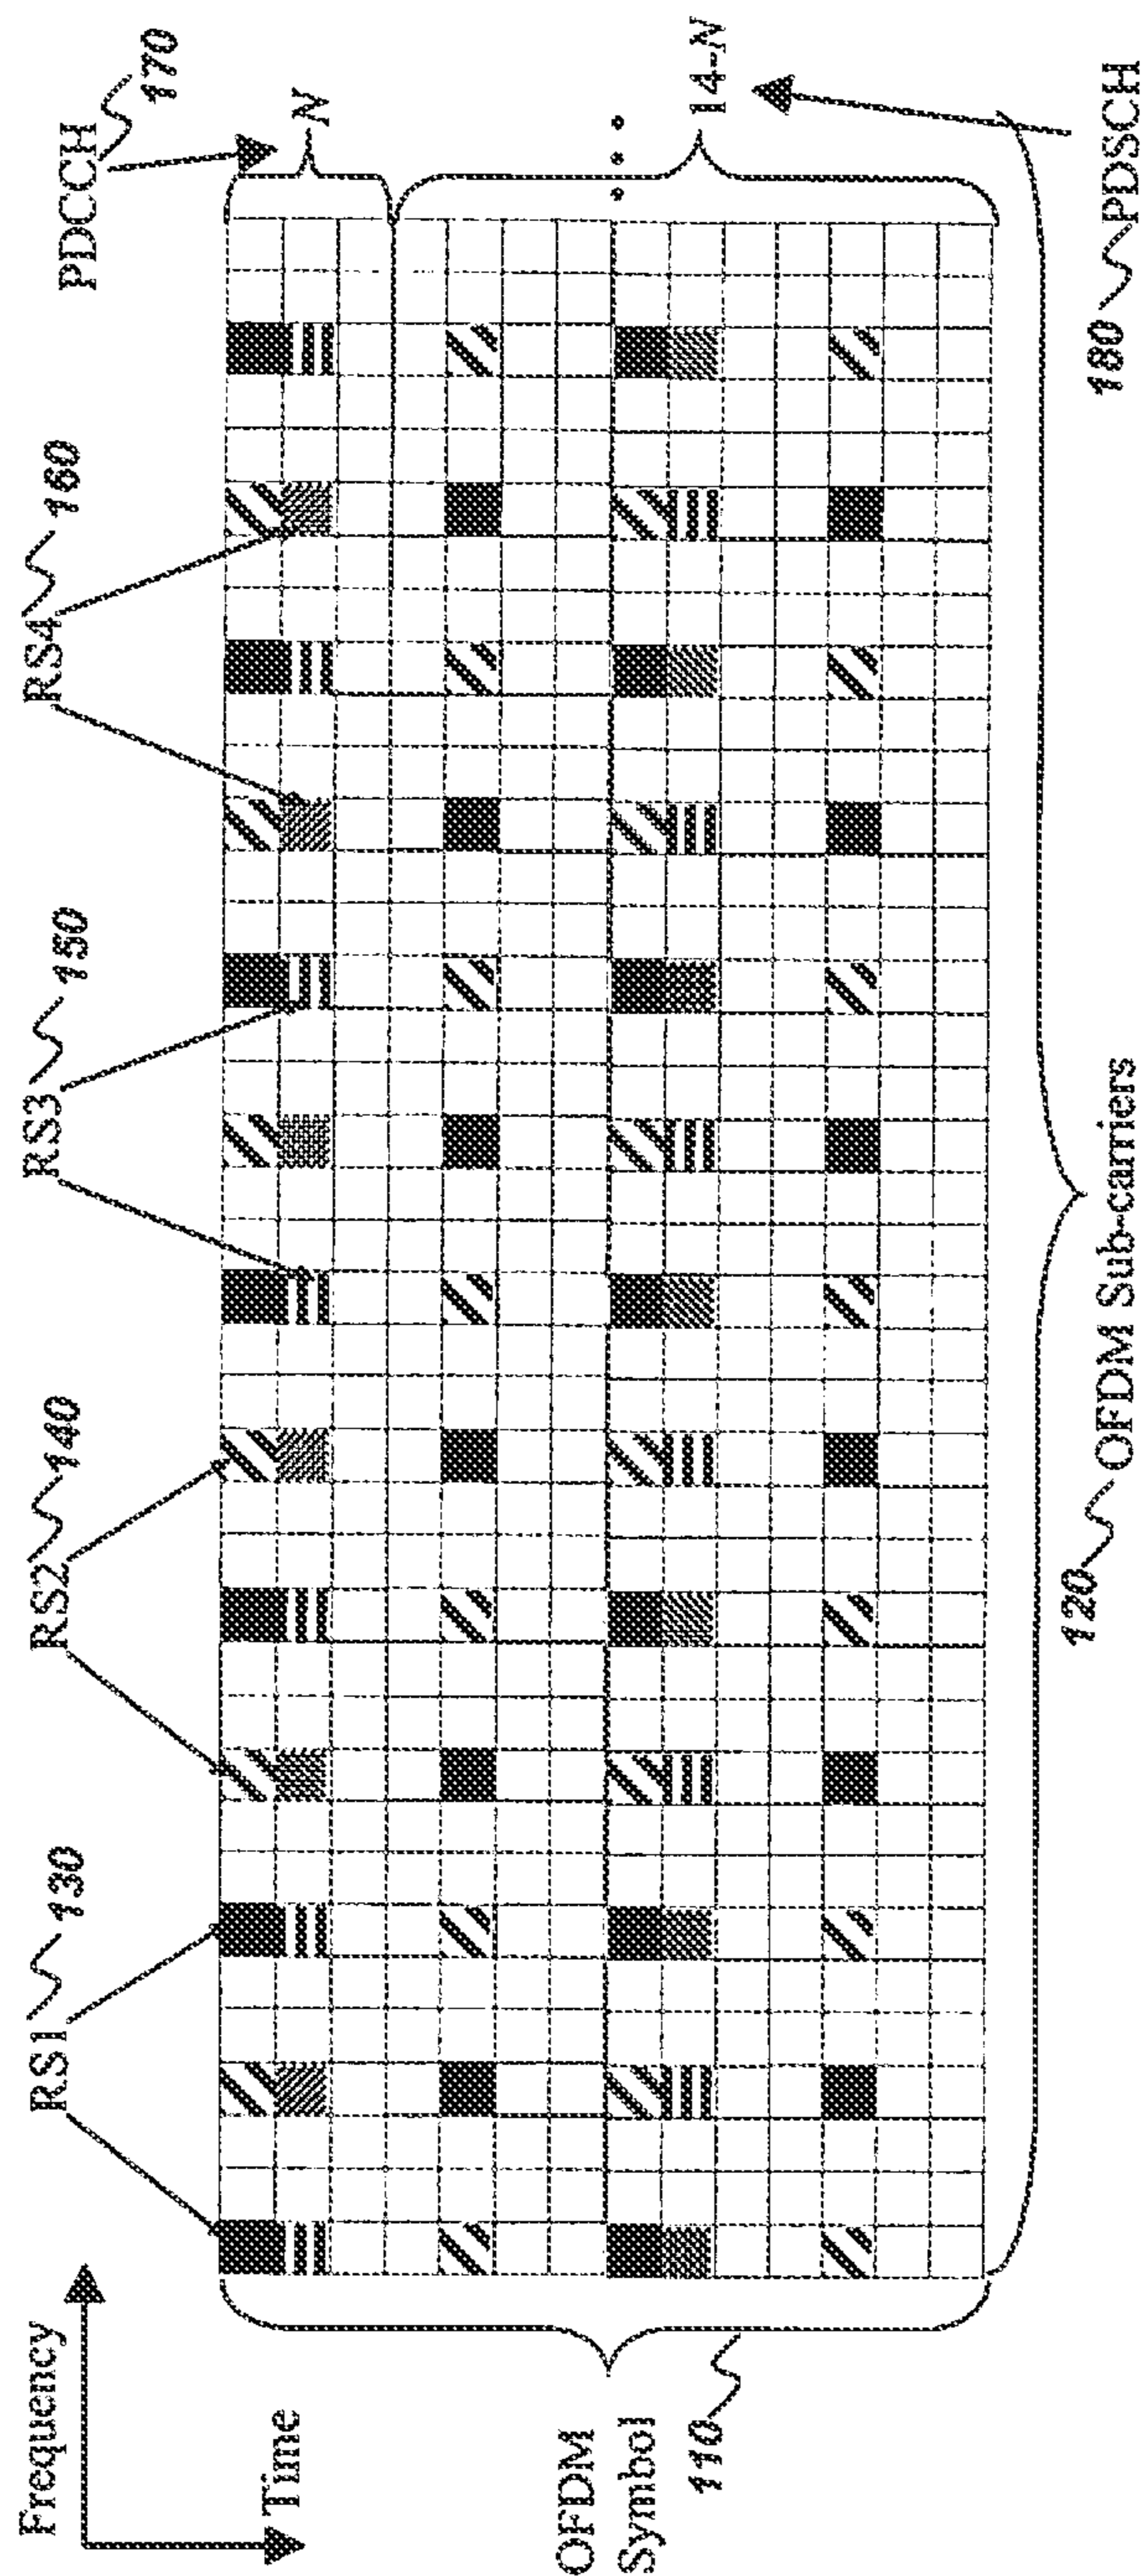 Frequency
Time
OFDM
Symbol
110
RS1 130
RS2 140
RS3 150
RS4 160
PDCCH
170
N
14-N
120 OFDM Sub-carriers
180 PDSCH